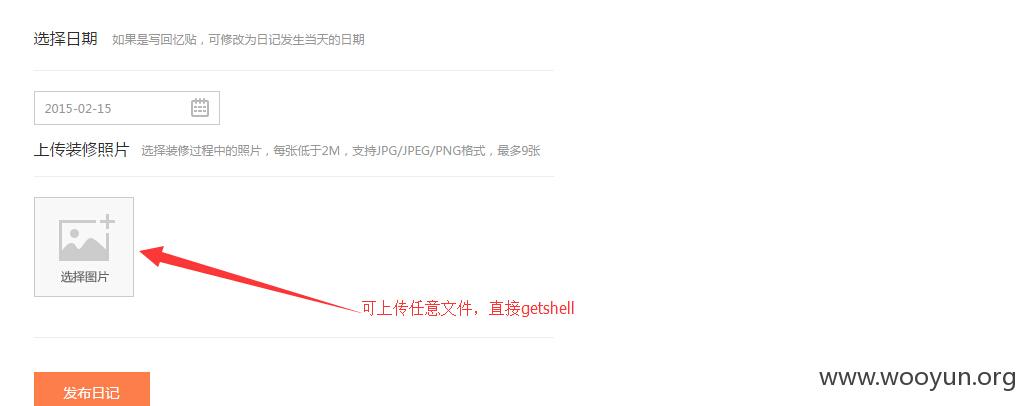 选择日期 如果是写回忆贴，可修改为日记发生当天的日期
2015-02-15
上传装修照片 选择装修过程中的照片，每张低于2M，支持JPG/JPEG/PNG格式，最多9张
选择图片
可上传任意文件，直接getshell
发布日记
www.wooyun.org